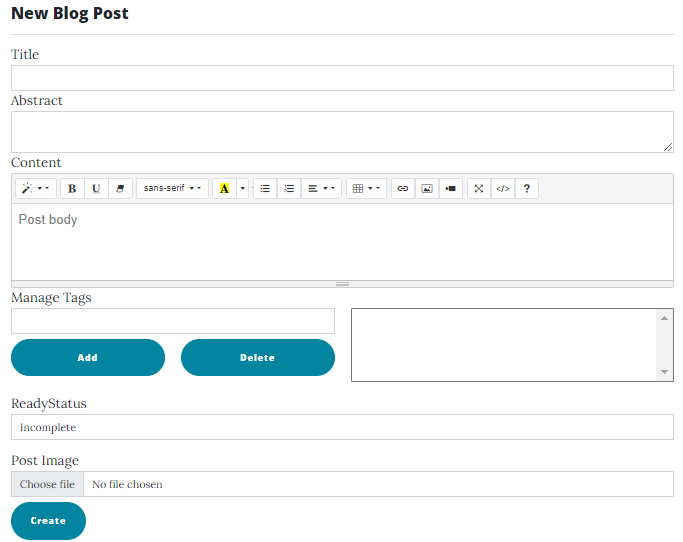 New Blog Post
Title
Abstract
Content
B U sans-serif A </> ?
Post body
Manage Tags
Add Delete
ReadyStatus
Incomplete
Post Image
Choose file No file chosen
Create